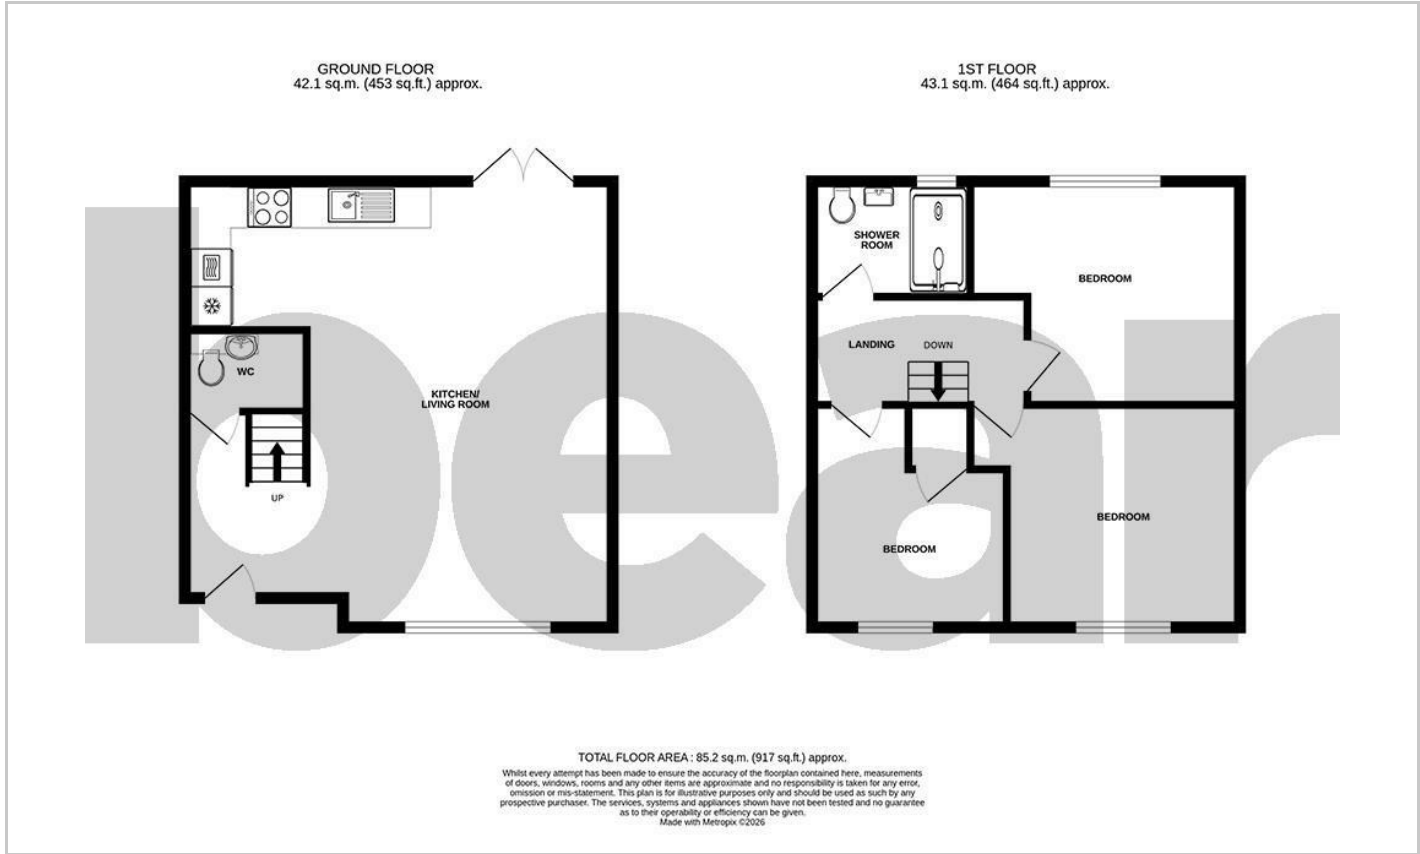 GROUND FLOOR
42.1 sq.m. (453 sq.ft.) approx.
1ST FLOOR
43.1 sq.m. (464 sq.ft.) approx.
WC
KITCHEN/
LIVING ROOM
UP
SHOWER
ROOM
BEDROOM
LANDING
DOWN
BEDROOM
BEDROOM
bear
TOTAL FLOOR AREA : 85.2 sq.m. (917 sq.ft.) approx.
Whilst every attempt has been made to ensure the accuracy of the floorplan contained here, measurements
of doors, windows, rooms and any other items are approximate and no responsibility is taken for any error,
omission or mis-statement. This plan is for illustrative purposes only and should be used as such by any
prospective purchaser. The services, systems and appliances shown have not been tested and no guarantee
as to their operability or efficiency can be given.
Made with Metropix ©2026